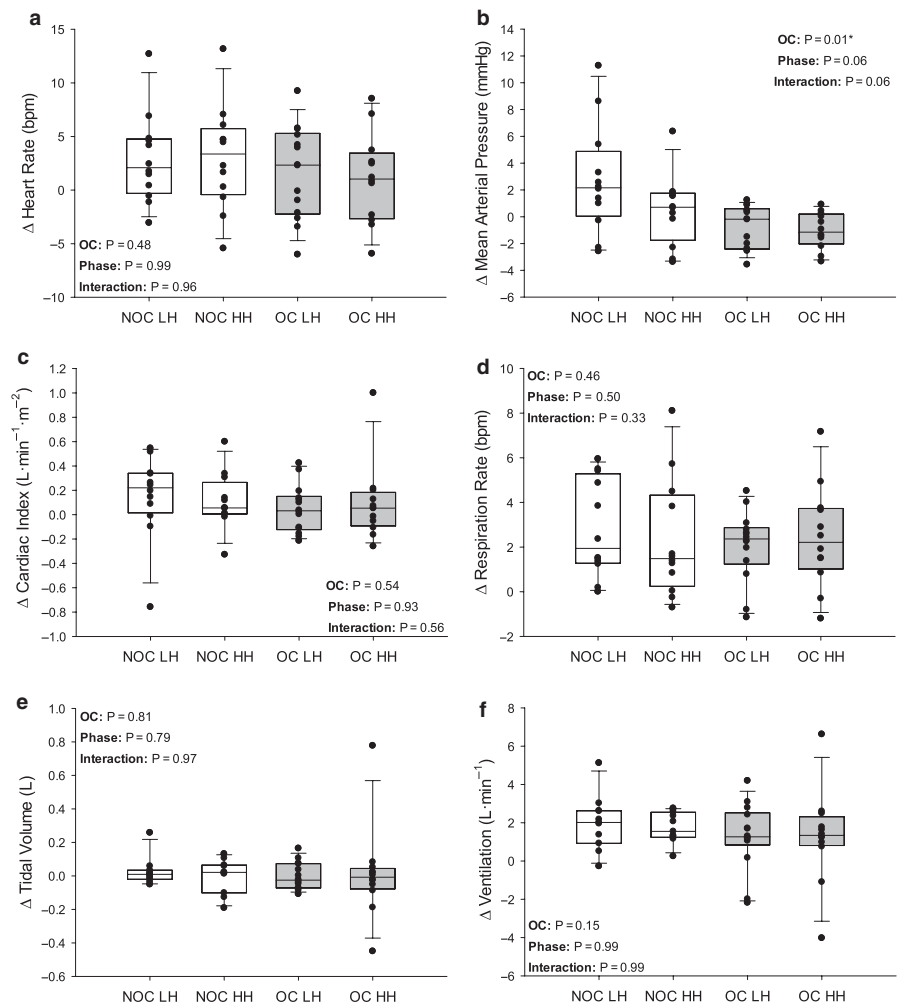 a
Δ Heart Rate (bpm)
15
10
5
0
−5
−10
OC: P = 0.48
Phase: P = 0.99
Interaction: P = 0.96
NOC LH NOC HH OC LH OC HH
b
Δ Mean Arterial Pressure (mmHg)
14
12
10
8
6
4
2
0
−2
−4
−6
OC: P = 0.01*
Phase: P = 0.06
Interaction: P = 0.06
NOC LH NOC HH OC LH OC HH
c
Δ Cardiac Index (L·min−1·m−2)
1.2
1.0
0.8
0.6
0.4
0.2
0.0
−0.2
−0.4
−0.6
−0.8
−1.0
OC: P = 0.54
Phase: P = 0.93
Interaction: P = 0.56
NOC LH NOC HH OC LH OC HH
d
Δ Respiration Rate (bpm)
10
8
6
4
2
0
−2
OC: P = 0.46
Phase: P = 0.50
Interaction: P = 0.33
NOC LH NOC HH OC LH OC HH
e
Δ Tidal Volume (L)
1.0
0.8
0.6
0.4
0.2
0.0
−0.2
−0.4
−0.6
OC: P = 0.81
Phase: P = 0.79
Interaction: P = 0.97
NOC LH NOC HH OC LH OC HH
f
Δ Ventilation (L·min−1)
8
6
4
2
0
−2
−4
−6
OC: P = 0.15
Phase: P = 0.99
Interaction: P = 0.99
NOC LH NOC HH OC LH OC HH